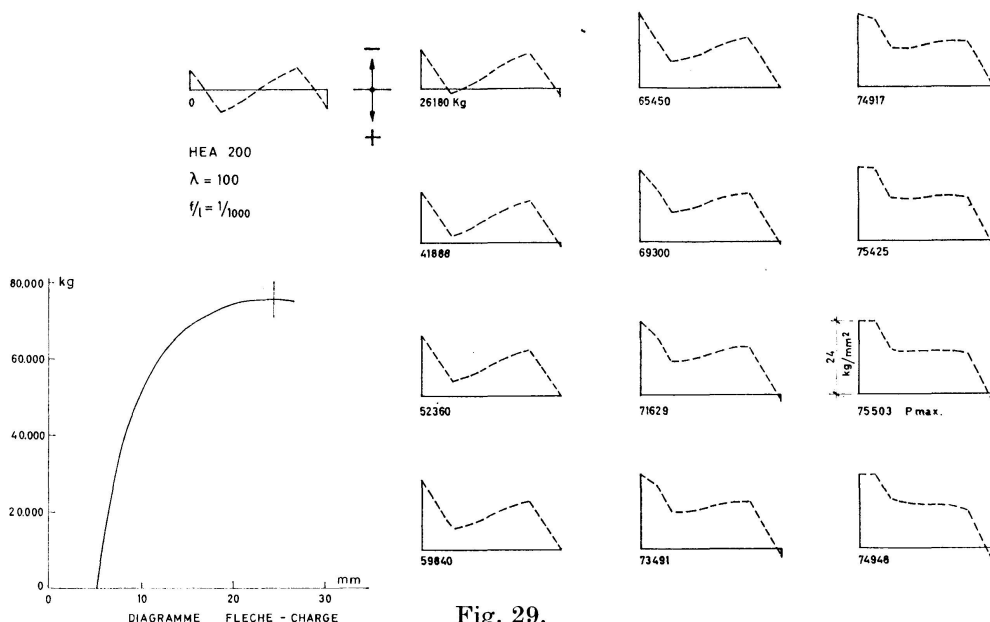 0
−
+
HEA 200
λ = 100
f/l = 1/1000
26180 Kg
41888
52360
59840
65450
69300
71629
73491
74917
75425
24
kg/mm²
75503 P max.
74948
80.000 kg
60.000
40.000
20.000
0
0 10 20 30 mm
DIAGRAMME FLECHE - CHARGE
Fig. 29.